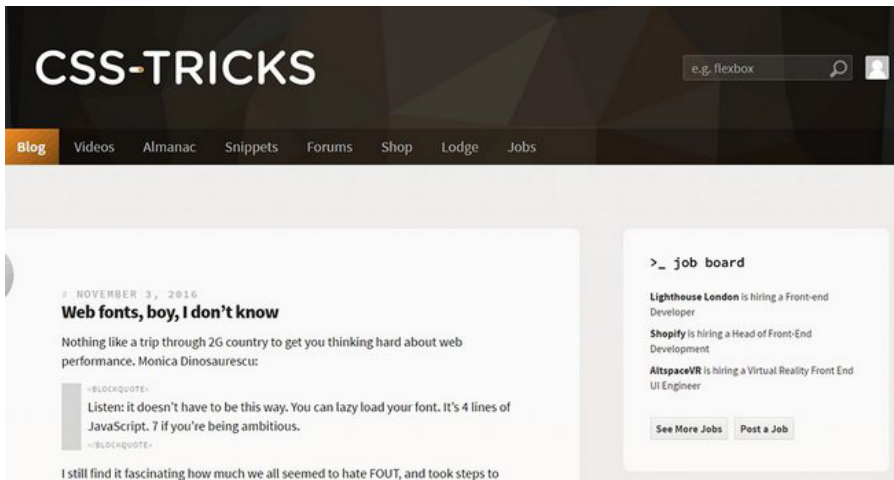 CSS-TRICKS
e.g. flexbox
Blog Videos Almanac Snippets Forums Shop Lodge Jobs
# NOVEMBER 3, 2016
Web fonts, boy, I don't know
Nothing like a trip through 2G country to get you thinking hard about web
performance. Monica Dinosaurescu:
<BLOCKQUOTE>
Listen: it doesn't have to be this way. You can lazy load your font. It's 4 lines of
JavaScript. 7 if you're being ambitious.
</BLOCKQUOTE>
I still find it fascinating how much we all seemed to hate FOUT, and took steps to
>_ job board
Lighthouse London is hiring a Front-end
Developer
Shopify is hiring a Head of Front-End
Development
AltspaceVR is hiring a Virtual Reality Front End
UI Engineer
See More Jobs Post a Job